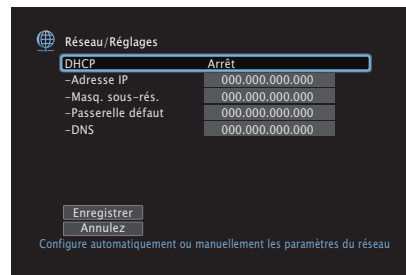 Réseau/Réglages
DHCP Arrêt
-Adresse IP 000.000.000.000
-Masq. sous-rés. 000.000.000.000
-Passerelle défaut 000.000.000.000
-DNS 000.000.000.000
Enregistrer
Annulez
Configure automatiquement ou manuellement les paramètres du réseau